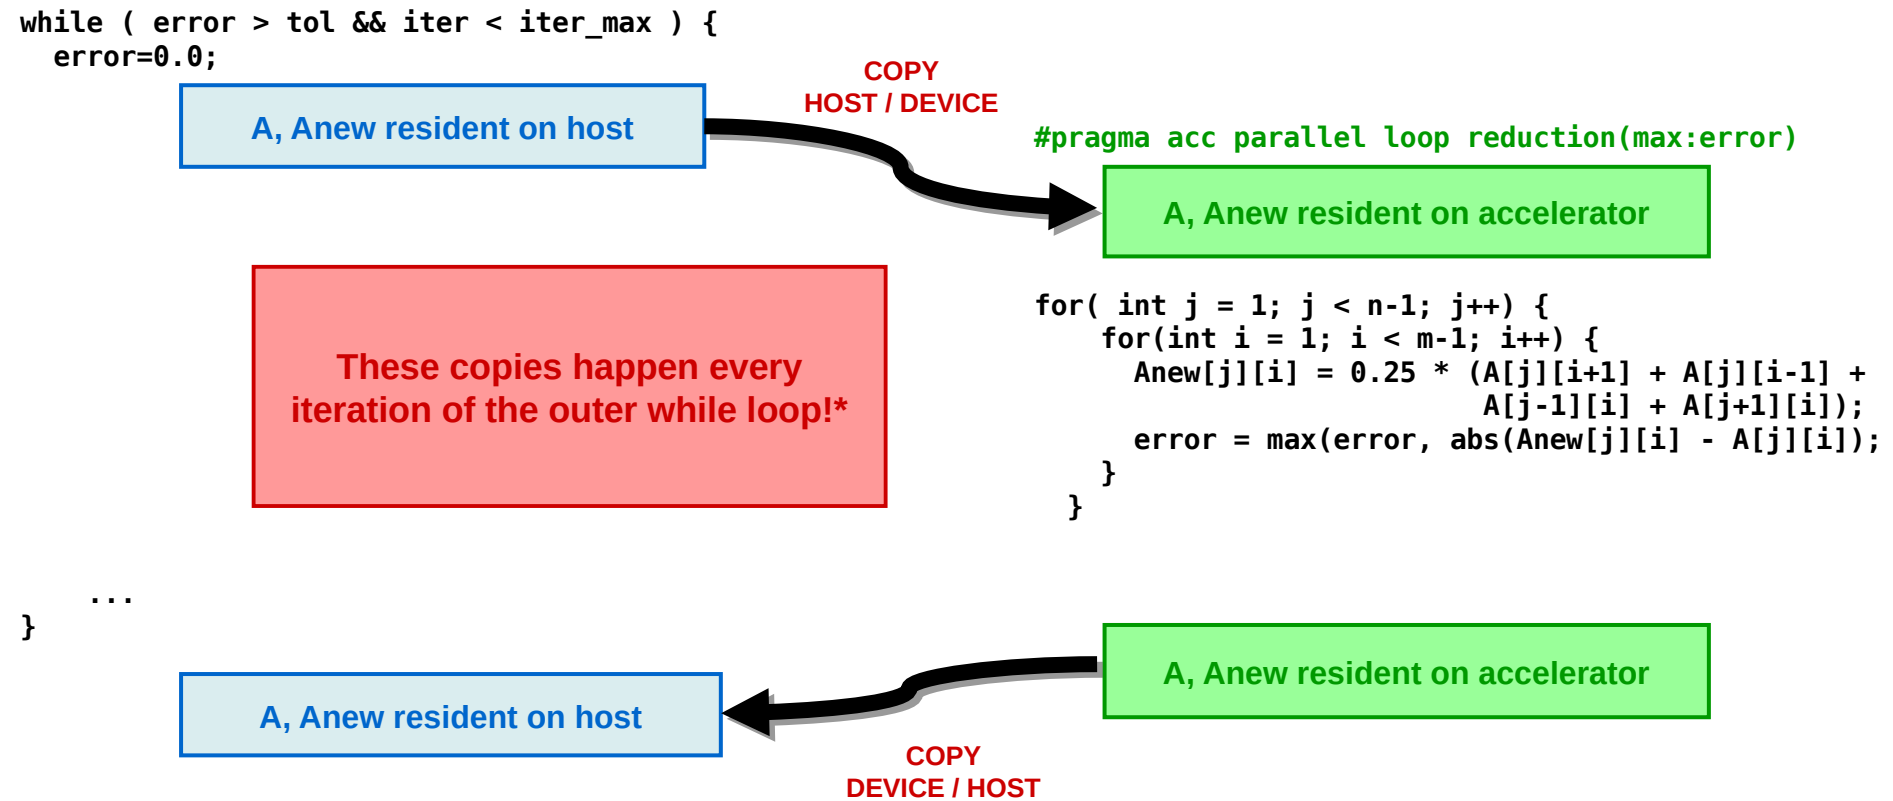 while ( error > tol && iter < iter_max ) {
  error=0.0;
A, Anew resident on host
COPY
HOST / DEVICE
#pragma acc parallel loop reduction(max:error)
A, Anew resident on accelerator
These copies happen every
iteration of the outer while loop!*
for( int j = 1; j < n-1; j++) {
    for(int i = 1; i < m-1; i++) {
      Anew[j][i] = 0.25 * (A[j][i+1] + A[j][i-1] +
                           A[j-1][i] + A[j+1][i]);
      error = max(error, abs(Anew[j][i] - A[j][i]);
    }
  }
...
}
A, Anew resident on accelerator
A, Anew resident on host
COPY
DEVICE / HOST